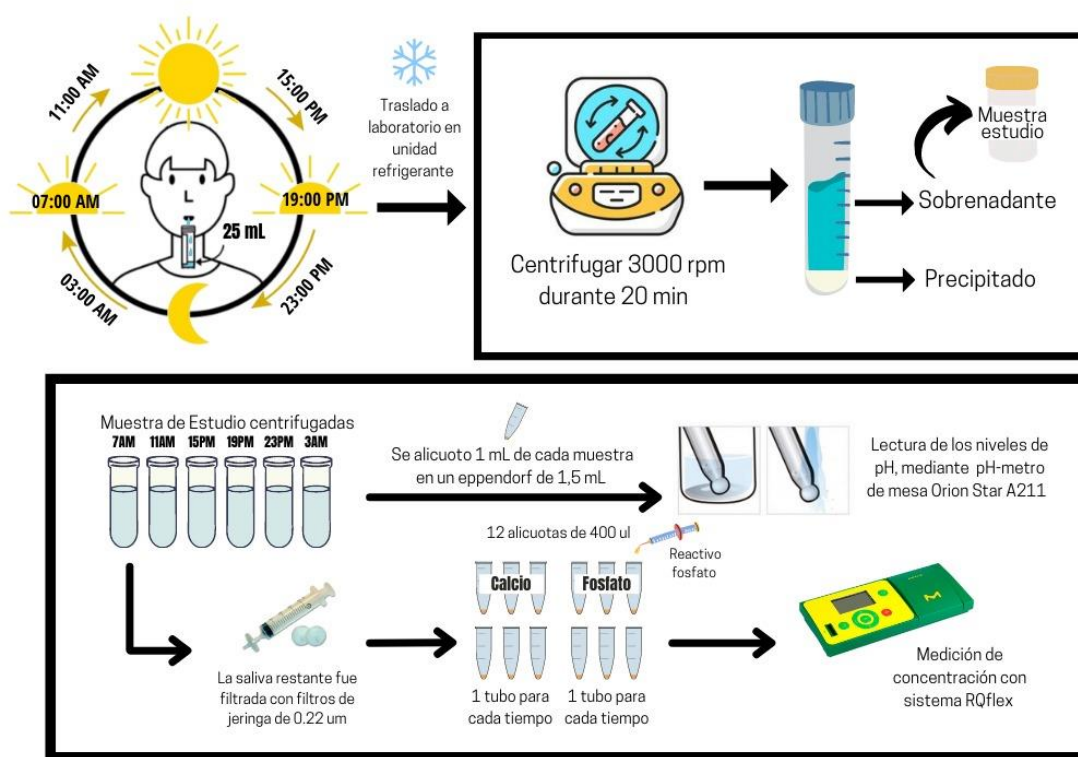 11:00 AM
15:00 PM
07:00 AM
19:00 PM
25 mL
03:00 AM
23:00 PM
Traslado a
laboratorio en
unidad
refrigerante
Centrifugar 3000 rpm
durante 20 min
Muestra
estudio
Sobrenadante
Precipitado
Muestra de Estudio centrifugadas
7AM 11AM 15PM 19PM 23PM 3AM
Se alicuoto 1 mL de cada muestra
en un eppendorf de 1,5 mL
Lectura de los niveles de
pH, mediante pH-metro
de mesa Orion Star A211
12 alicuotas de 400 ul
Reactivo
fosfato
Calcio
Fosfato
La saliva restante fue
filtrada con filtros de
jeringa de 0.22 um
1 tubo para
cada tiempo
1 tubo para
cada tiempo
Medición de
concentración con
sistema RQflex